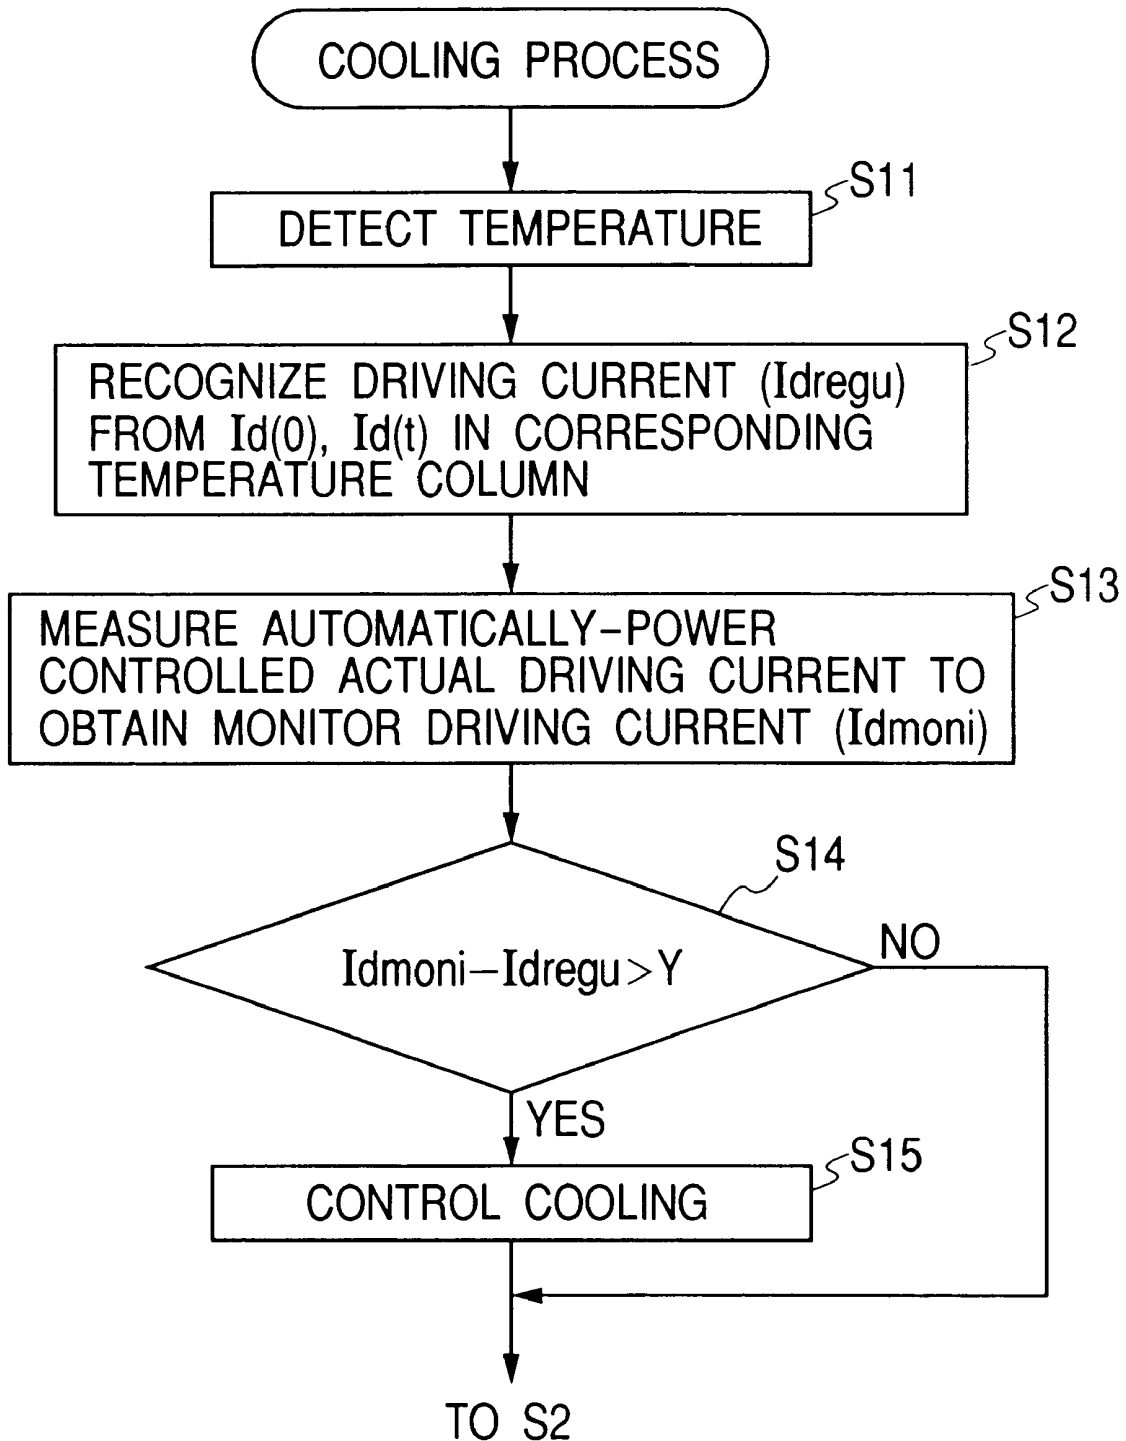 COOLING PROCESS
S11
DETECT TEMPERATURE
S12
RECOGNIZE DRIVING CURRENT (Idregu)
FROM Id(0), Id(t) IN CORRESPONDING
TEMPERATURE COLUMN
S13
MEASURE AUTOMATICALLY-POWER
CONTROLLED ACTUAL DRIVING CURRENT TO
OBTAIN MONITOR DRIVING CURRENT (Idmoni)
S14
Idmoni-Idregu>Y
NO
YES
S15
CONTROL COOLING
TO S2